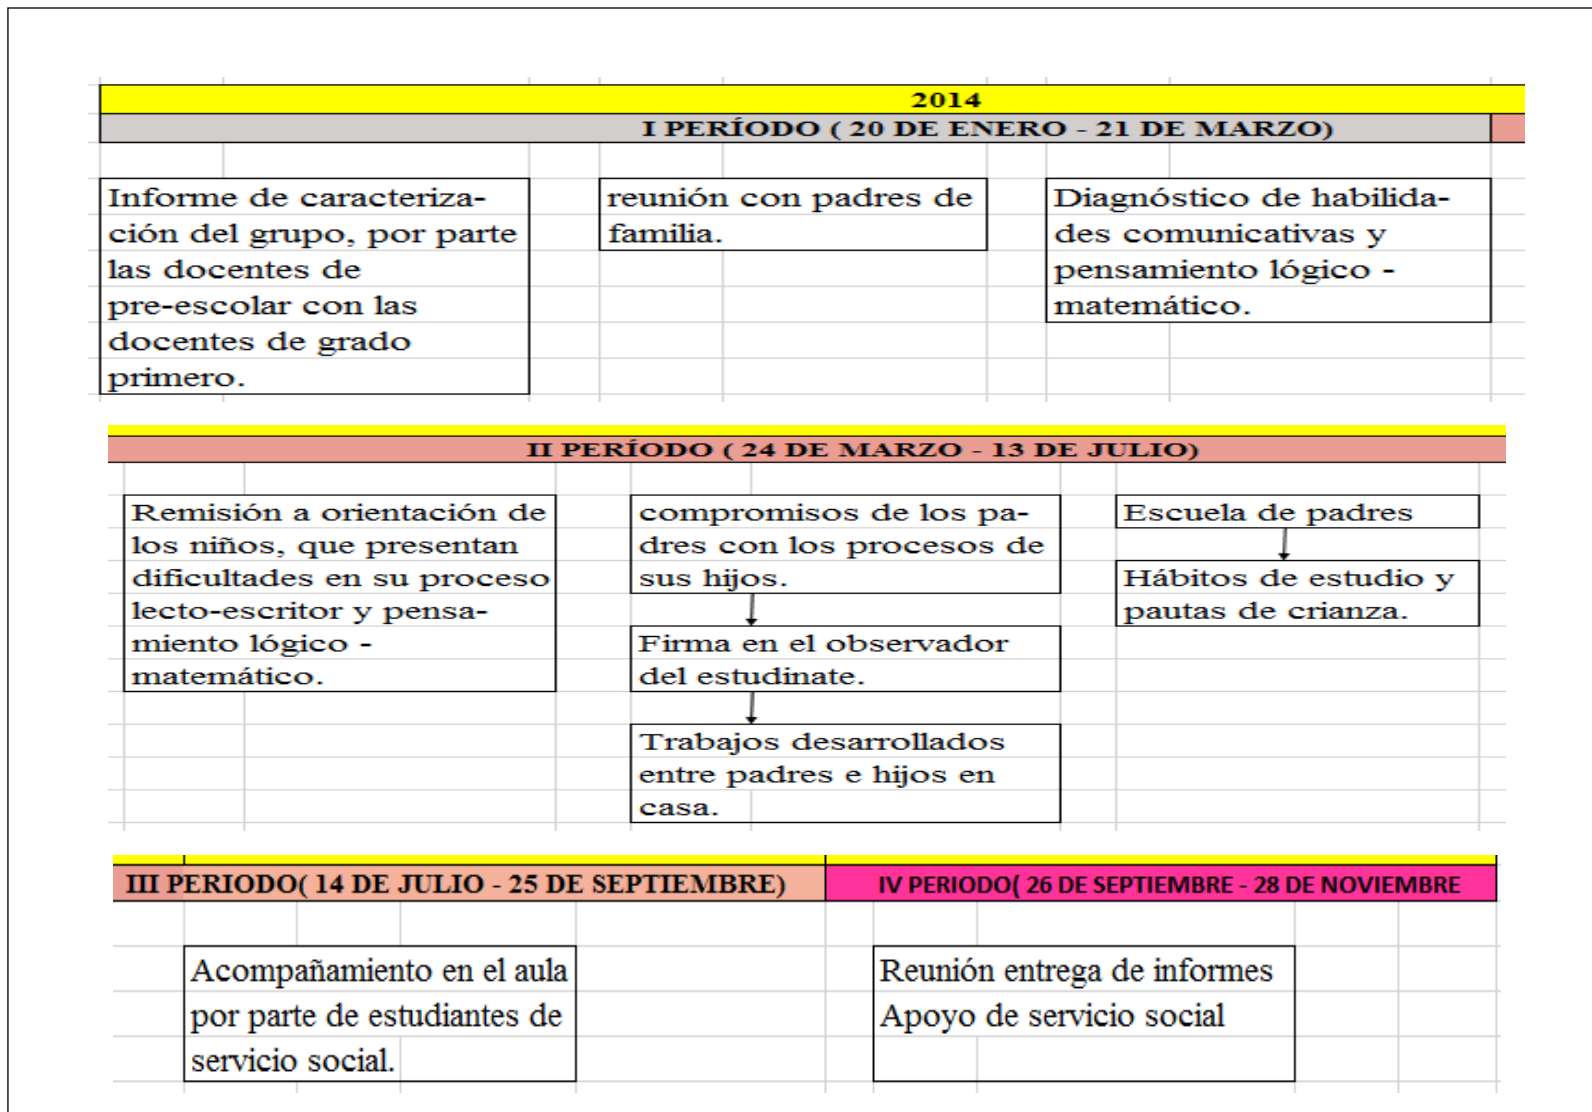 2014
I PERÍODO ( 20 DE ENERO - 21 DE MARZO)
Informe de caracteriza-
ción del grupo, por parte
las docentes de
pre-escolar con las
docentes de grado
primero.
reunión con padres de
familia.
Diagnóstico de habilida-
des comunicativas y
pensamiento lógico -
matemático.
II PERÍODO ( 24 DE MARZO - 13 DE JULIO)
Remisión a orientación de
los niños, que presentan
dificultades en su proceso
lecto-escritor y pensa-
miento lógico -
matemático.
compromisos de los pa-
dres con los procesos de
sus hijos.
Firma en el observador
del estudinate.
Trabajos desarrollados
entre padres e hijos en
casa.
Escuela de padres
Hábitos de estudio y
pautas de crianza.
III PERIODO( 14 DE JULIO - 25 DE SEPTIEMBRE)
Acompañamiento en el aula
por parte de estudiantes de
servicio social.
IV PERIODO( 26 DE SEPTIEMBRE - 28 DE NOVIEMBRE
Reunión entrega de informes
Apoyo de servicio social